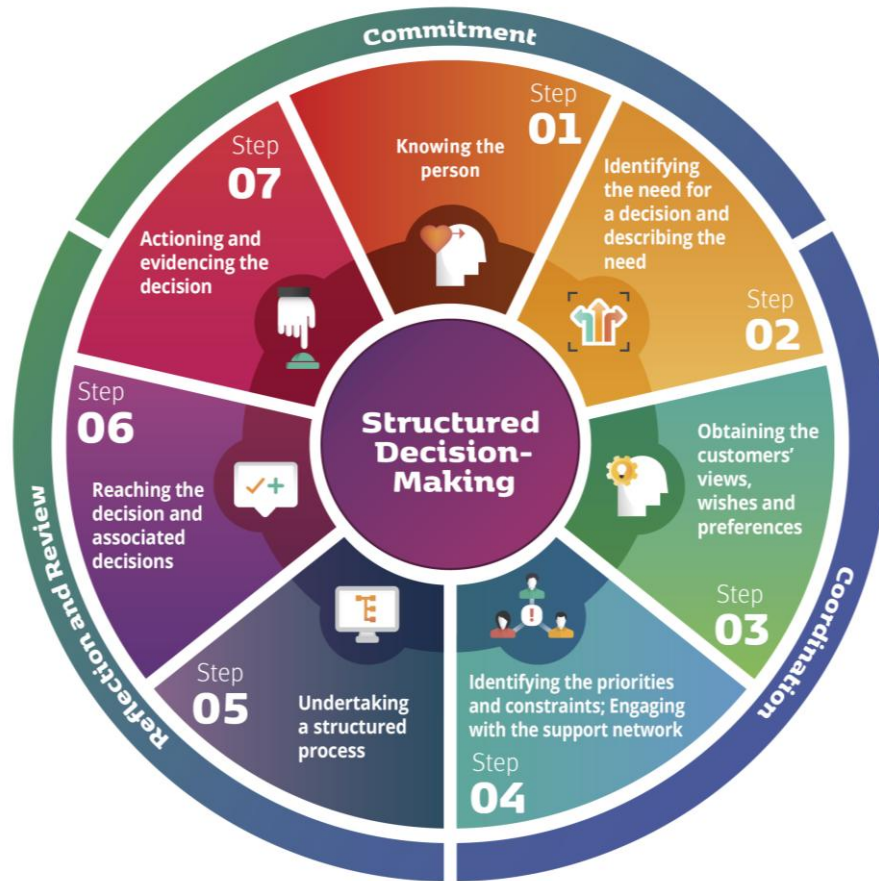 Commitment
Step
01
Knowing the
person
Identifying
the need for
a decision and
describing the
need
Step
02
Obtaining the
customers’
views,
wishes and
preferences
Step
03
Identifying the priorities
and constraints; Engaging
with the support network
Step
04
Step
05
Undertaking
a structured
process
Step
06
Reaching the
decision and
associated
decisions
Step
07
Actioning and
evidencing the
decision
Structured
Decision-
Making
Coordination
Reflection and Review